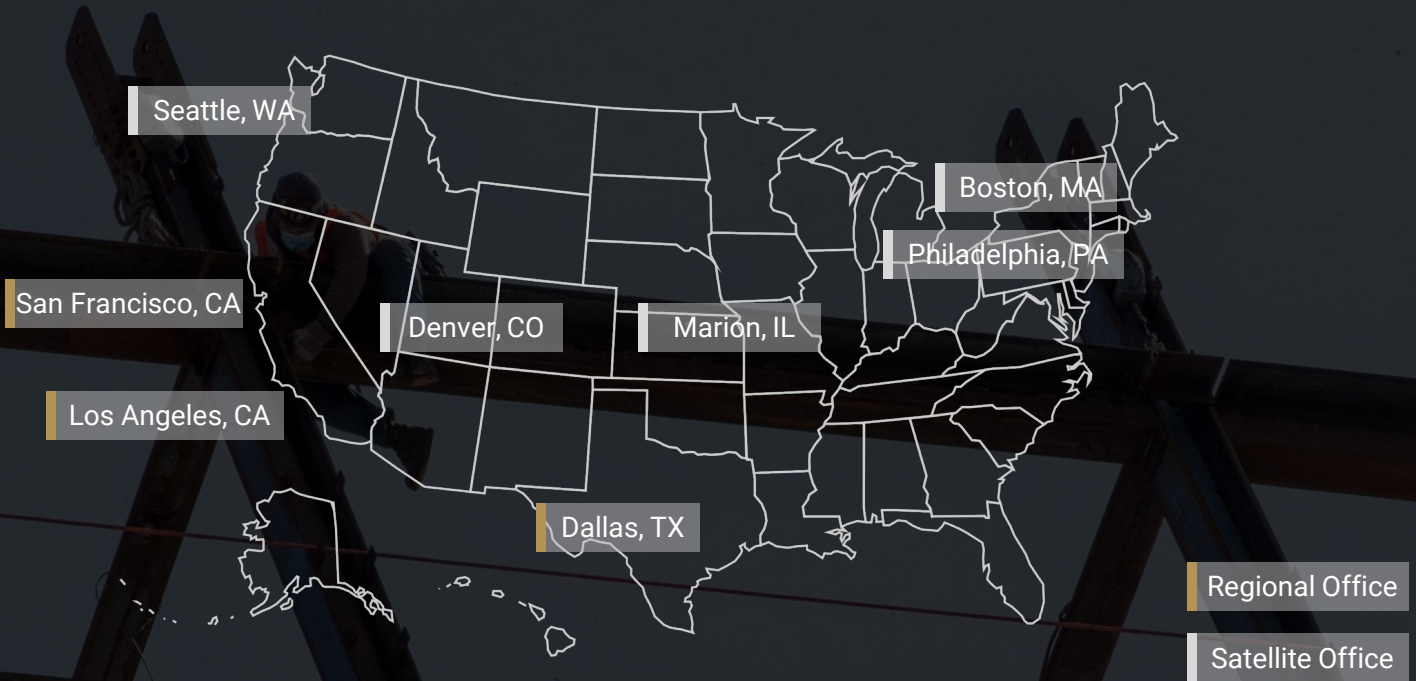 Seattle, WA
Boston, MA
Philadelphia, PA
San Francisco, CA
Denver, CO
Marion, IL
Los Angeles, CA
Dallas, TX
Regional Office
Satellite Office